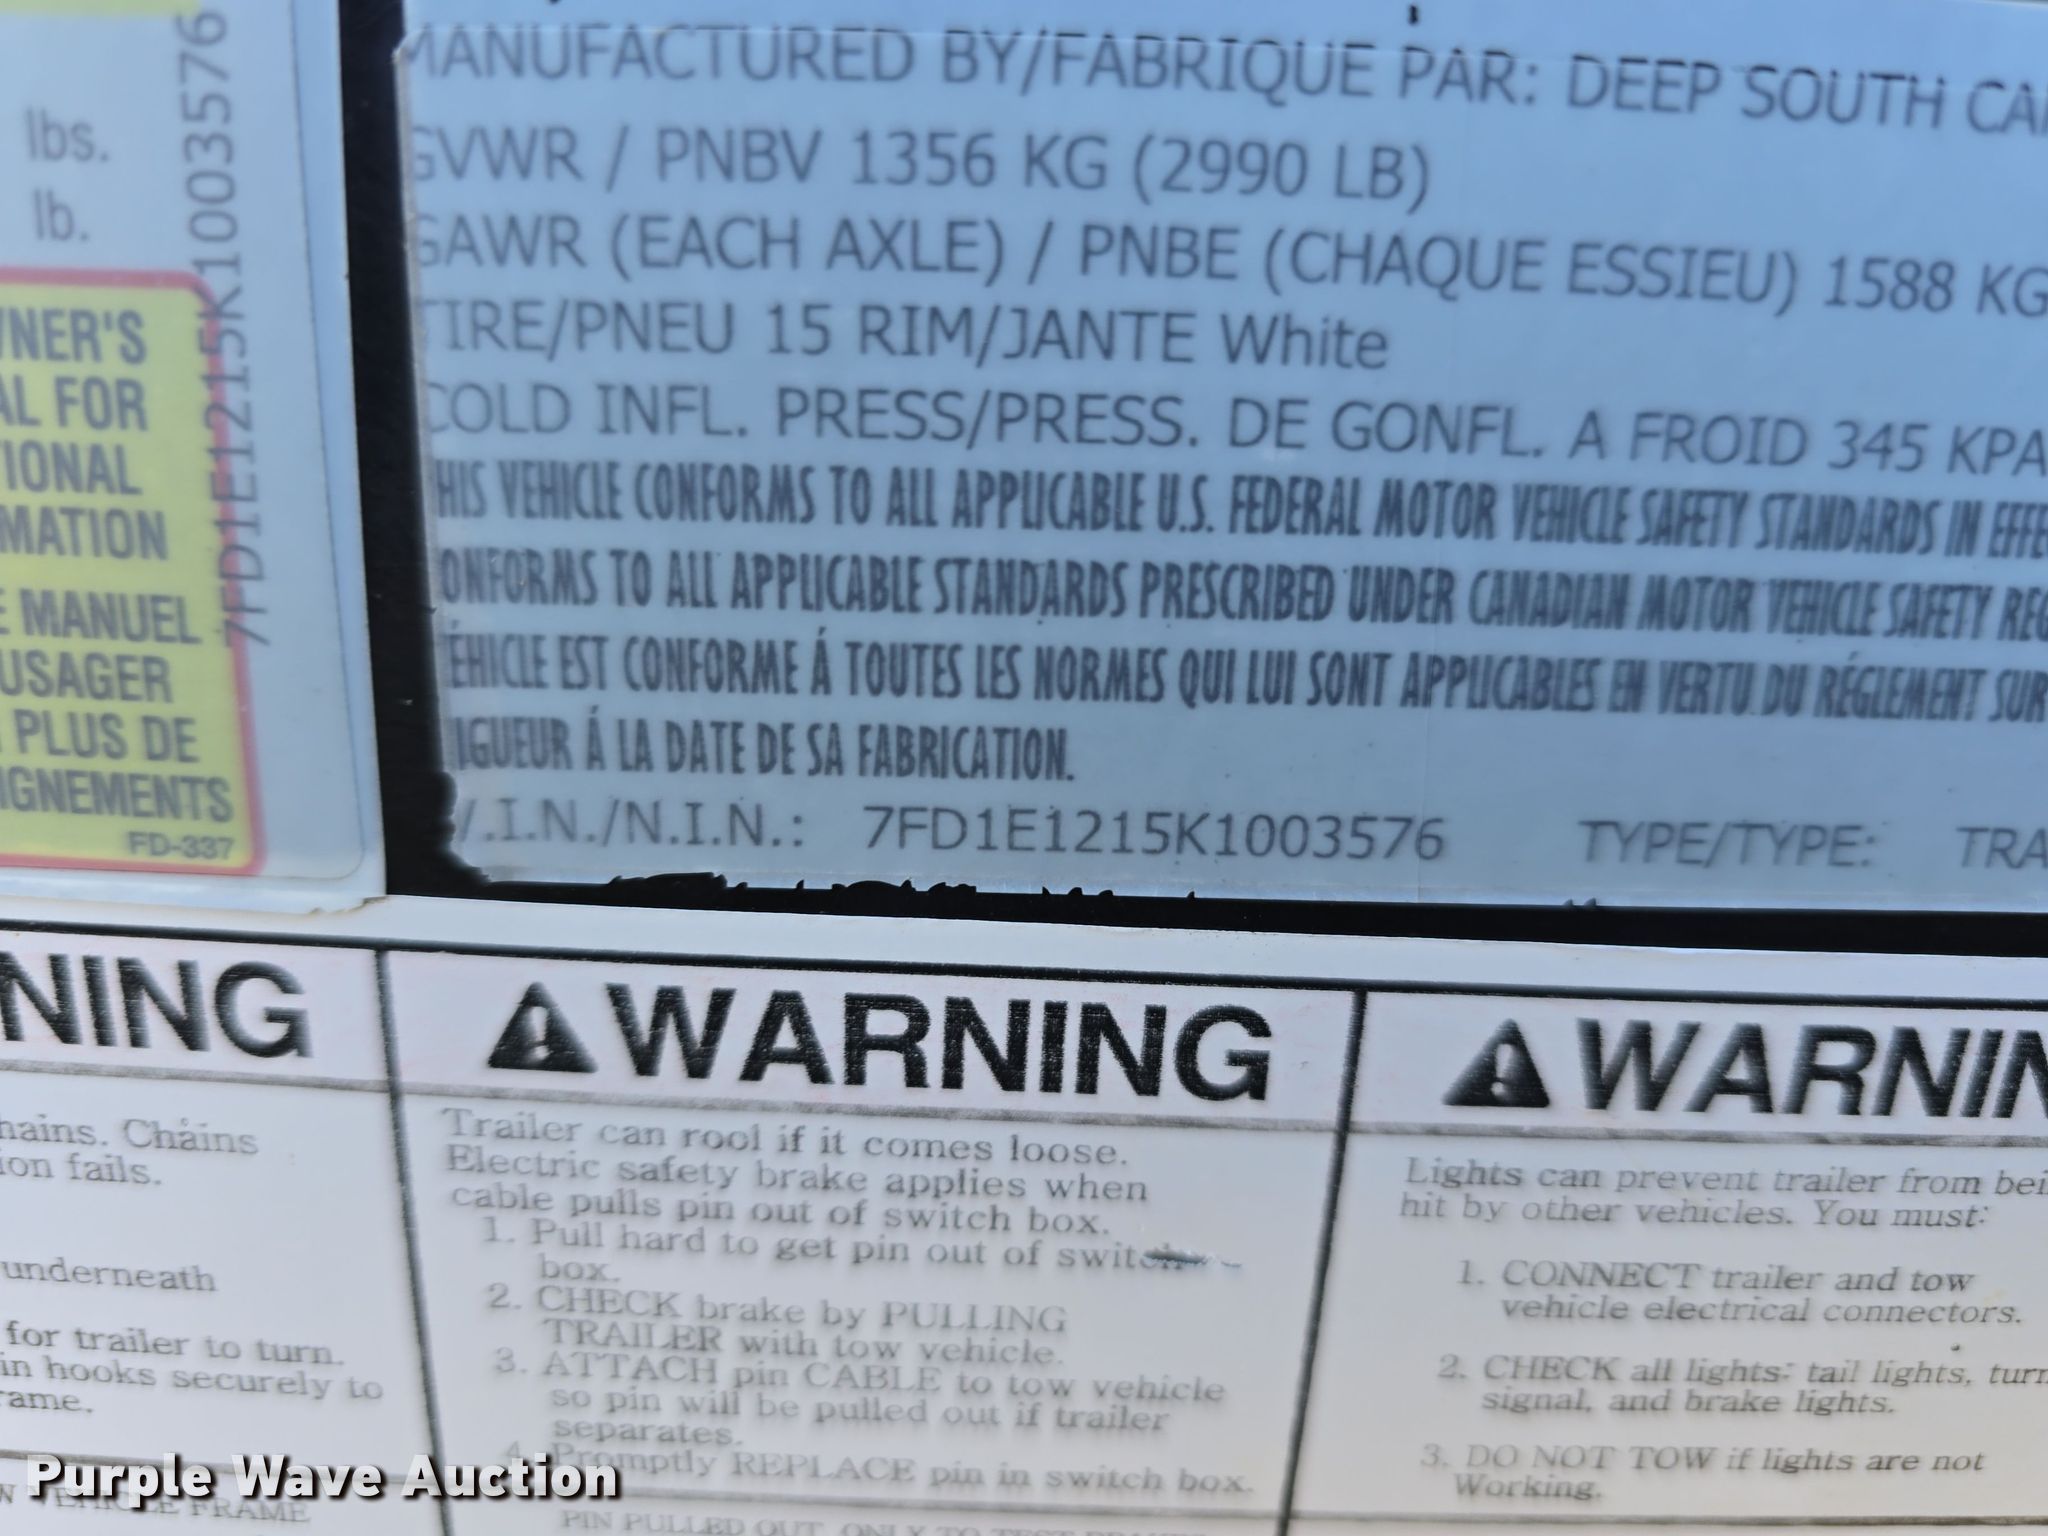 lbs.
lb.
7FD1E1215K1003576
WNER'S
AL FOR
TIONAL
MATION
E MANUEL
USAGER
PLUS DE
IGNEMENTS
FD-337
MANUFACTURED BY/FABRIQUE PAR: DEEP SOUTH CA
GVWR / PNBV 1356 KG (2990 LB)
GAWR (EACH AXLE) / PNBE (CHAQUE ESSIEU) 1588 KG
TIRE/PNEU 15 RIM/JANTE White
COLD INFL. PRESS/PRESS. DE GONFL. A FROID 345 KPA
HIS VEHICLE CONFORMS TO ALL APPLICABLE U.S. FEDERAL MOTOR VEHICLE SAFETY STANDARDS IN EFFE
ONFORMS TO ALL APPLICABLE STANDARDS PRESCRIBED UNDER CANADIAN MOTOR VEHICLE SAFETY REG
ÉHICLE EST CONFORME Á TOUTES LES NORMES QUI LUI SONT APPLICABLES EN VERTU DU RÉGLEMENT SUR
IGUEUR Á LA DATE DE SA FABRICATION.
V.I.N./N.I.N.: 7FD1E1215K1003576 TYPE/TYPE: TRA
NING
hains. Chains
ion fails.
underneath
for trailer to turn.
in hooks securely to
rame.
W VEHICLE FRAME
WARNING
Trailer can rool if it comes loose.
Electric safety brake applies when
cable pulls pin out of switch box.
1. Pull hard to get pin out of switch
box.
2. CHECK brake by PULLING
TRAILER with tow vehicle.
3. ATTACH pin CABLE to tow vehicle
so pin will be pulled out if trailer
separates.
4. Promptly REPLACE pin in switch box.
PIN PULLED OUT, ONLY TO TEST BRAKES
WARNIN
Lights can prevent trailer from bei
hit by other vehicles. You must:
1. CONNECT trailer and tow
vehicle electrical connectors.
2. CHECK all lights: tail lights, turn
signal, and brake lights.
3. DO NOT TOW if lights are not
Working.
Purple Wave Auction